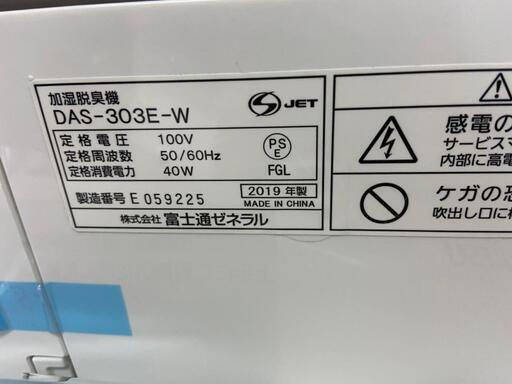 加湿脱臭機
DAS-303E-W
JET
定格電圧 100V
定格周波数 50/60Hz
定格消費電力 40W
PS
E
FGL
製造番号 E 059225
2019 年製
MADE IN CHINA
株式会社 富士通ゼネラル
感電の
サービスマ
内部に高電
ケガの恐
吹出し口に